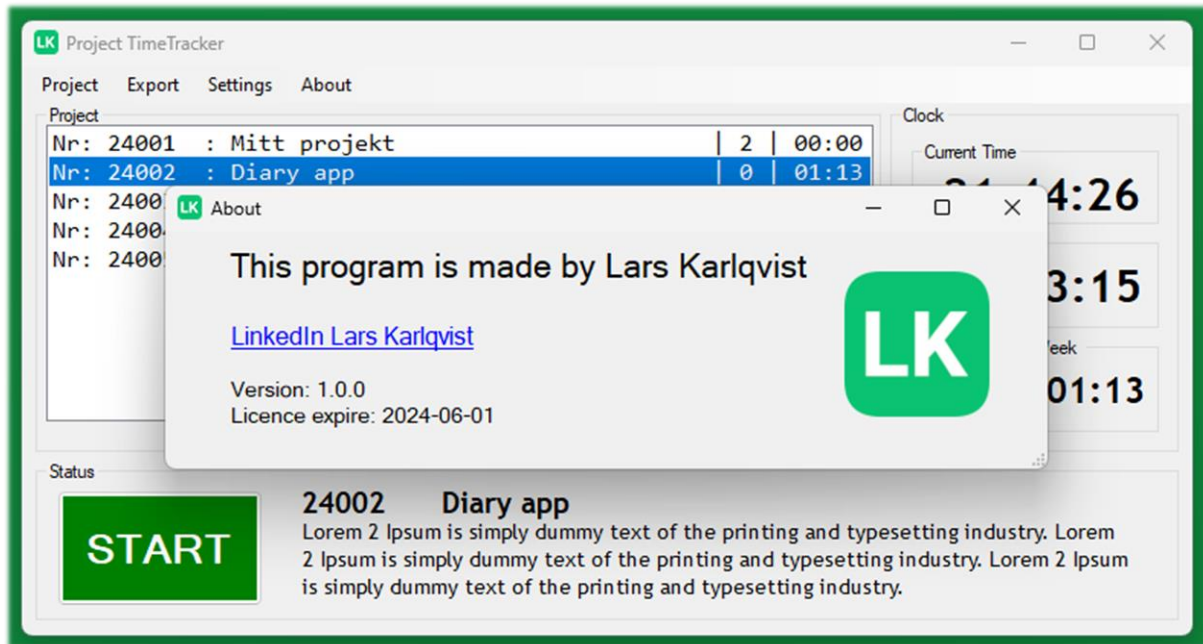 LK Project TimeTracker
Project Export Settings About
Project
Nr: 24001 : Mitt projekt | 2 | 00:00
Nr: 24002 : Diary app | 0 | 01:13
Nr: 2400
Nr: 2400
Nr: 2400
Clock
Current Time
4:26
3:15
01:13
LK About
This program is made by Lars Karlqvist
LinkedIn Lars Karlqvist
Version: 1.0.0
Licence expire: 2024-06-01
LK
Status
START
24002 Diary app
Lorem 2 Ipsum is simply dummy text of the printing and typesetting industry. Lorem
2 Ipsum is simply dummy text of the printing and typesetting industry. Lorem 2 Ipsum
is simply dummy text of the printing and typesetting industry.